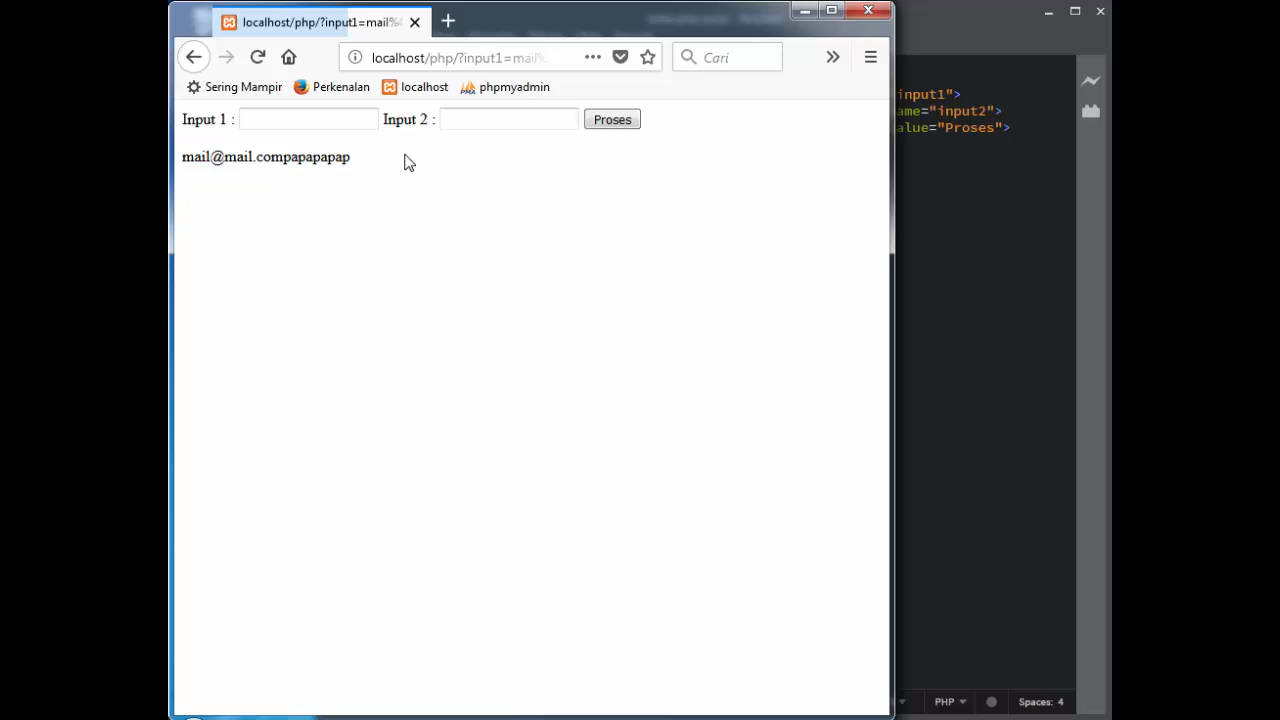 localhost/php/?input1=mail%4
localhost/php/?input1=mail%
Cari
Sering Mampir
Perkenalan
localhost
phpmyadmin
Input 1 :
Input 2 :
Proses
mail@mail.compapapapap
input1">
ame="input2">
alue="Proses">
PHP
Spaces: 4